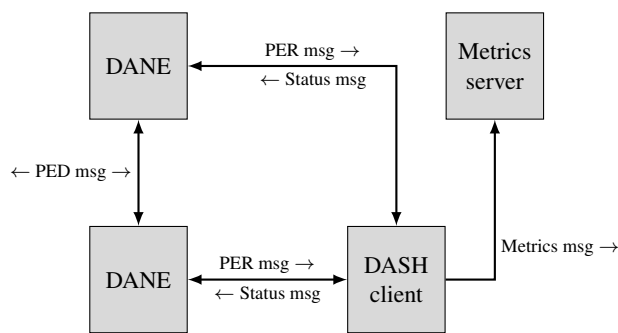 DANE
PER msg →
← Status msg
Metrics
server
← PED msg →
DANE
PER msg →
← Status msg
DASH
client
Metrics msg →